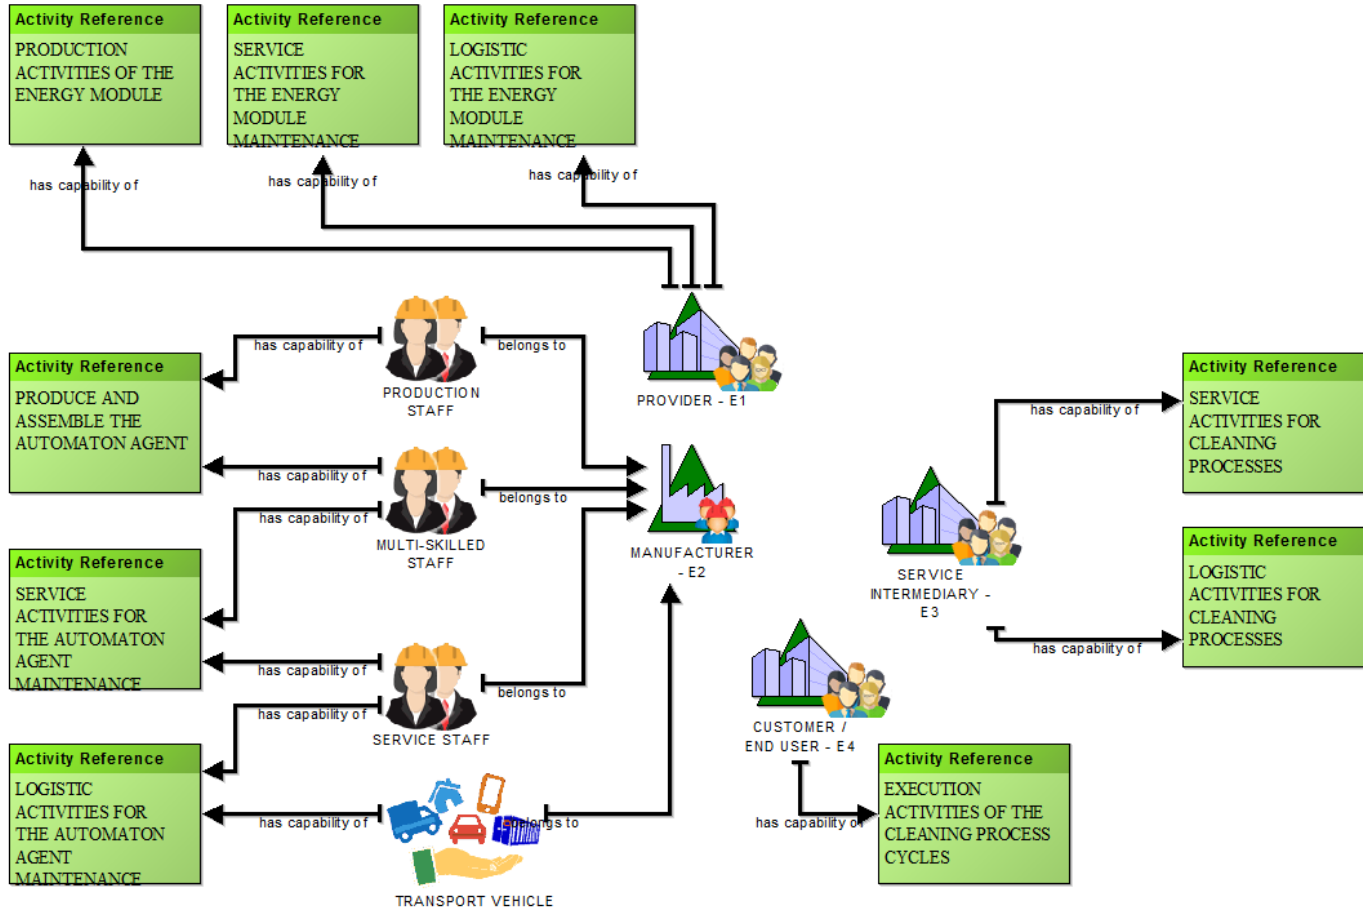 Activity Reference
PRODUCTION
ACTIVITIES OF THE
ENERGY MODULE
Activity Reference
SERVICE
ACTIVITIES FOR
THE ENERGY
MODULE
MAINTENANCE
Activity Reference
LOGISTIC
ACTIVITIES FOR
THE ENERGY
MODULE
MAINTENANCE
has capability of
has capability of
has capability of
PROVIDER - E1
has capability of
PRODUCTION
STAFF
belongs to
Activity Reference
PRODUCE AND
ASSEMBLE THE
AUTOMATON AGENT
has capability of
has capability of
MULTI-SKILLED
STAFF
belongs to
MANUFACTURER
- E2
Activity Reference
SERVICE
ACTIVITIES FOR
THE AUTOMATON
AGENT
MAINTENANCE
has capability of
has capability of
SERVICE STAFF
belongs to
Activity Reference
LOGISTIC
ACTIVITIES FOR
THE AUTOMATON
AGENT
MAINTENANCE
has capability of
belongs to
TRANSPORT VEHICLE
SERVICE
INTERMEDIARY -
E3
has capability of
Activity Reference
SERVICE
ACTIVITIES FOR
CLEANING
PROCESSES
has capability of
Activity Reference
LOGISTIC
ACTIVITIES FOR
CLEANING
PROCESSES
CUSTOMER /
END USER - E4
has capability of
Activity Reference
EXECUTION
ACTIVITIES OF THE
CLEANING PROCESS
CYCLES